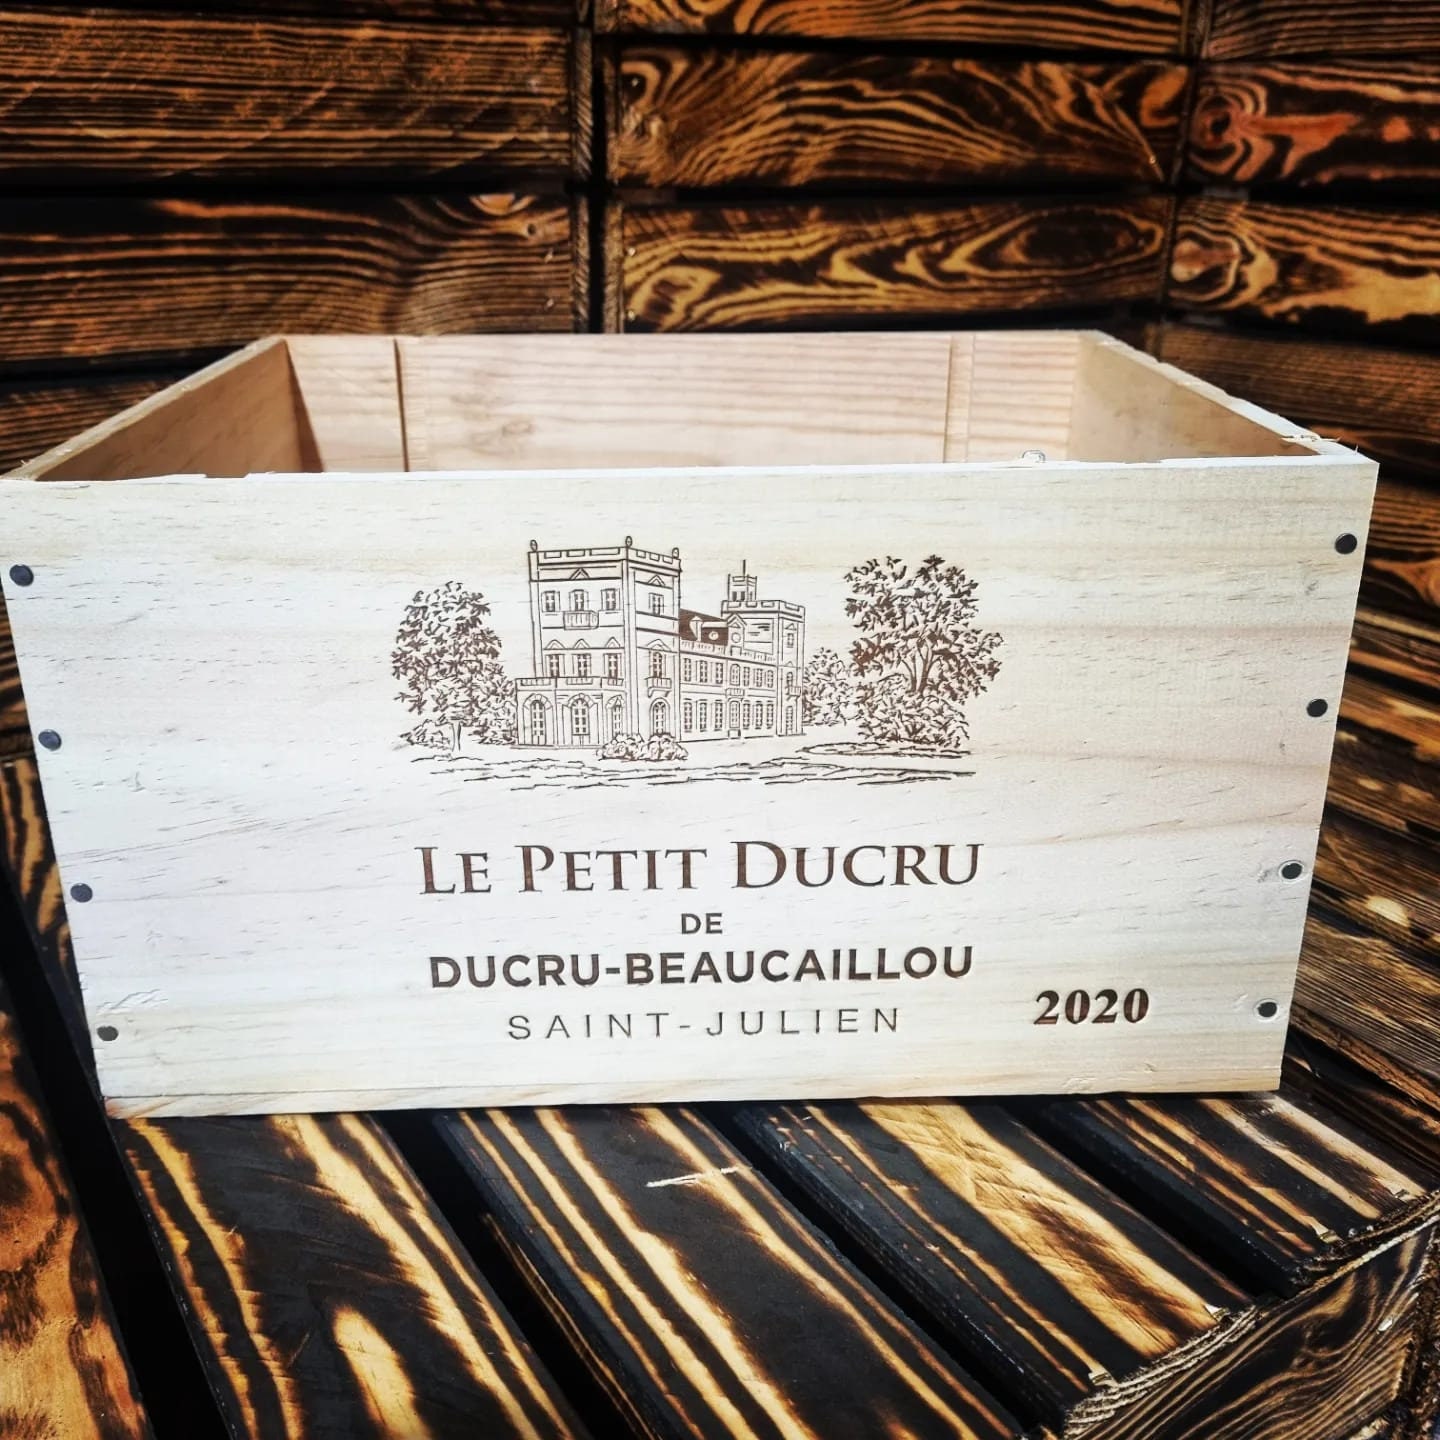 LE PETIT DUCRU
DE
DUCRU-BEAUCAILLOU
SAINT-JULIEN
2020